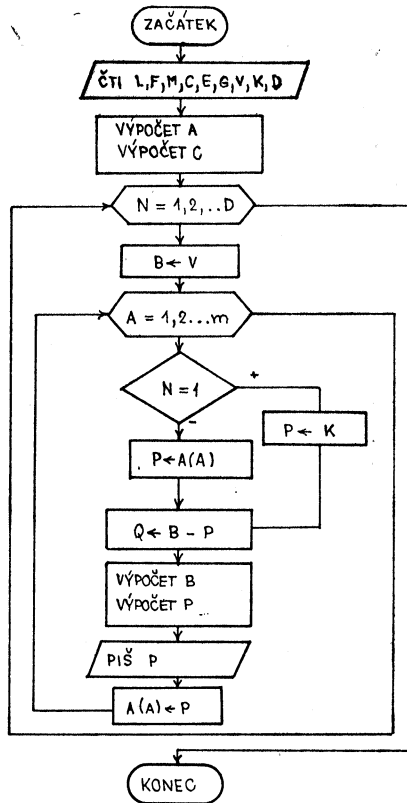 ZAČÁTEK
ČTI L,F,M,C,E,G,V,K,D
VÝPOČET A
VÝPOČET C
N = 1,2,..D
B ← V
A = 1,2...m
N = 1
+
-
P ← K
P ← A(A)
Q ← B - P
VÝPOČET B
VÝPOČET P
PIŠ P
A(A) ← P
KONEC